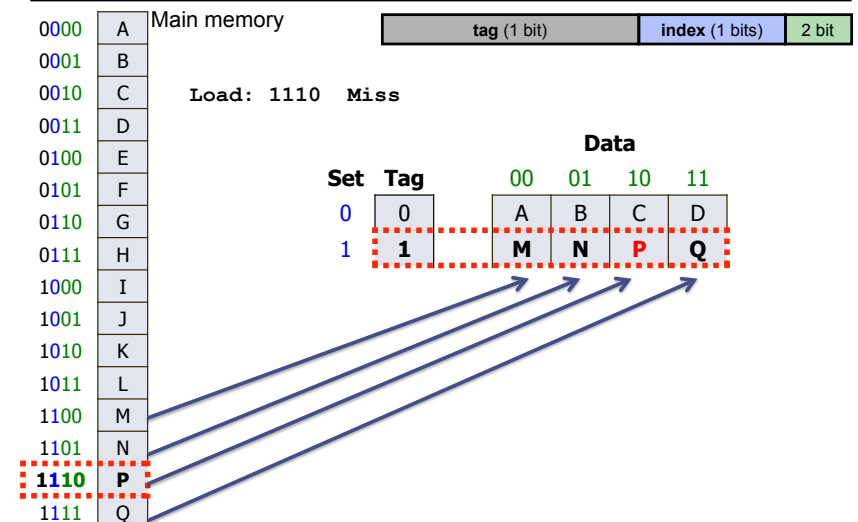 Main memory
tag (1 bit) index (1 bits) 2 bit
0000 A
0001 B
0010 C
0011 D
0100 E
0101 F
0110 G
0111 H
1000 I
1001 J
1010 K
1011 L
1100 M
1101 N
1110 P
1111 Q
Load: 1110 Miss
Data
Set Tag 00 01 10 11
0 0 A B C D
1 1 M N P Q